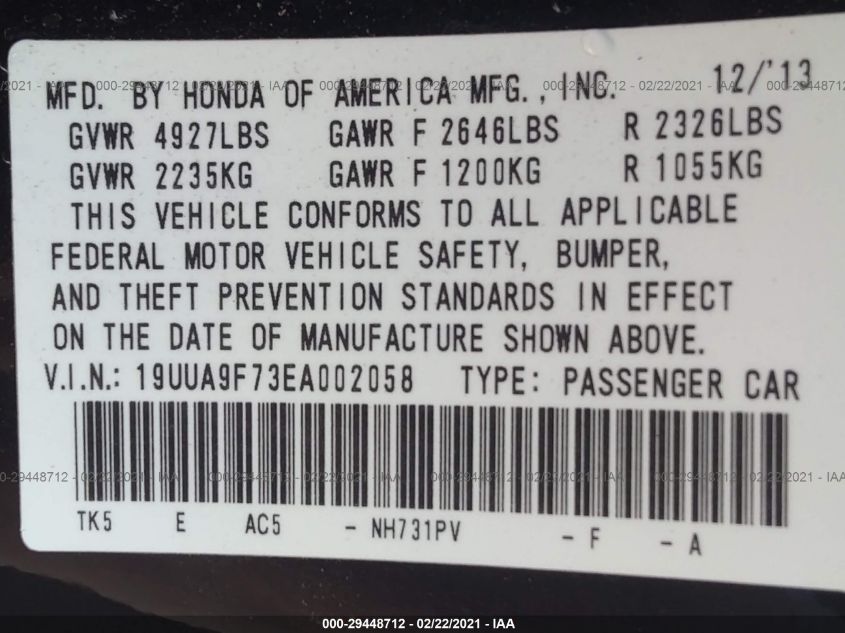 MFD. BY HONDA OF AMERICA MFG., INC. 12/'13
GVWR 4927LBS GAWR F 2646LBS R 2326LBS
GVWR 2235KG GAWR F 1200KG R 1055KG
THIS VEHICLE CONFORMS TO ALL APPLICABLE
FEDERAL MOTOR VEHICLE SAFETY, BUMPER,
AND THEFT PREVENTION STANDARDS IN EFFECT
ON THE DATE OF MANUFACTURE SHOWN ABOVE.
V.I.N.: 19UUA9F73EA002058 TYPE: PASSENGER CAR
TK5 E AC5 - NH731PV - F - A
000-29448712 - 02/22/2021 - IAA